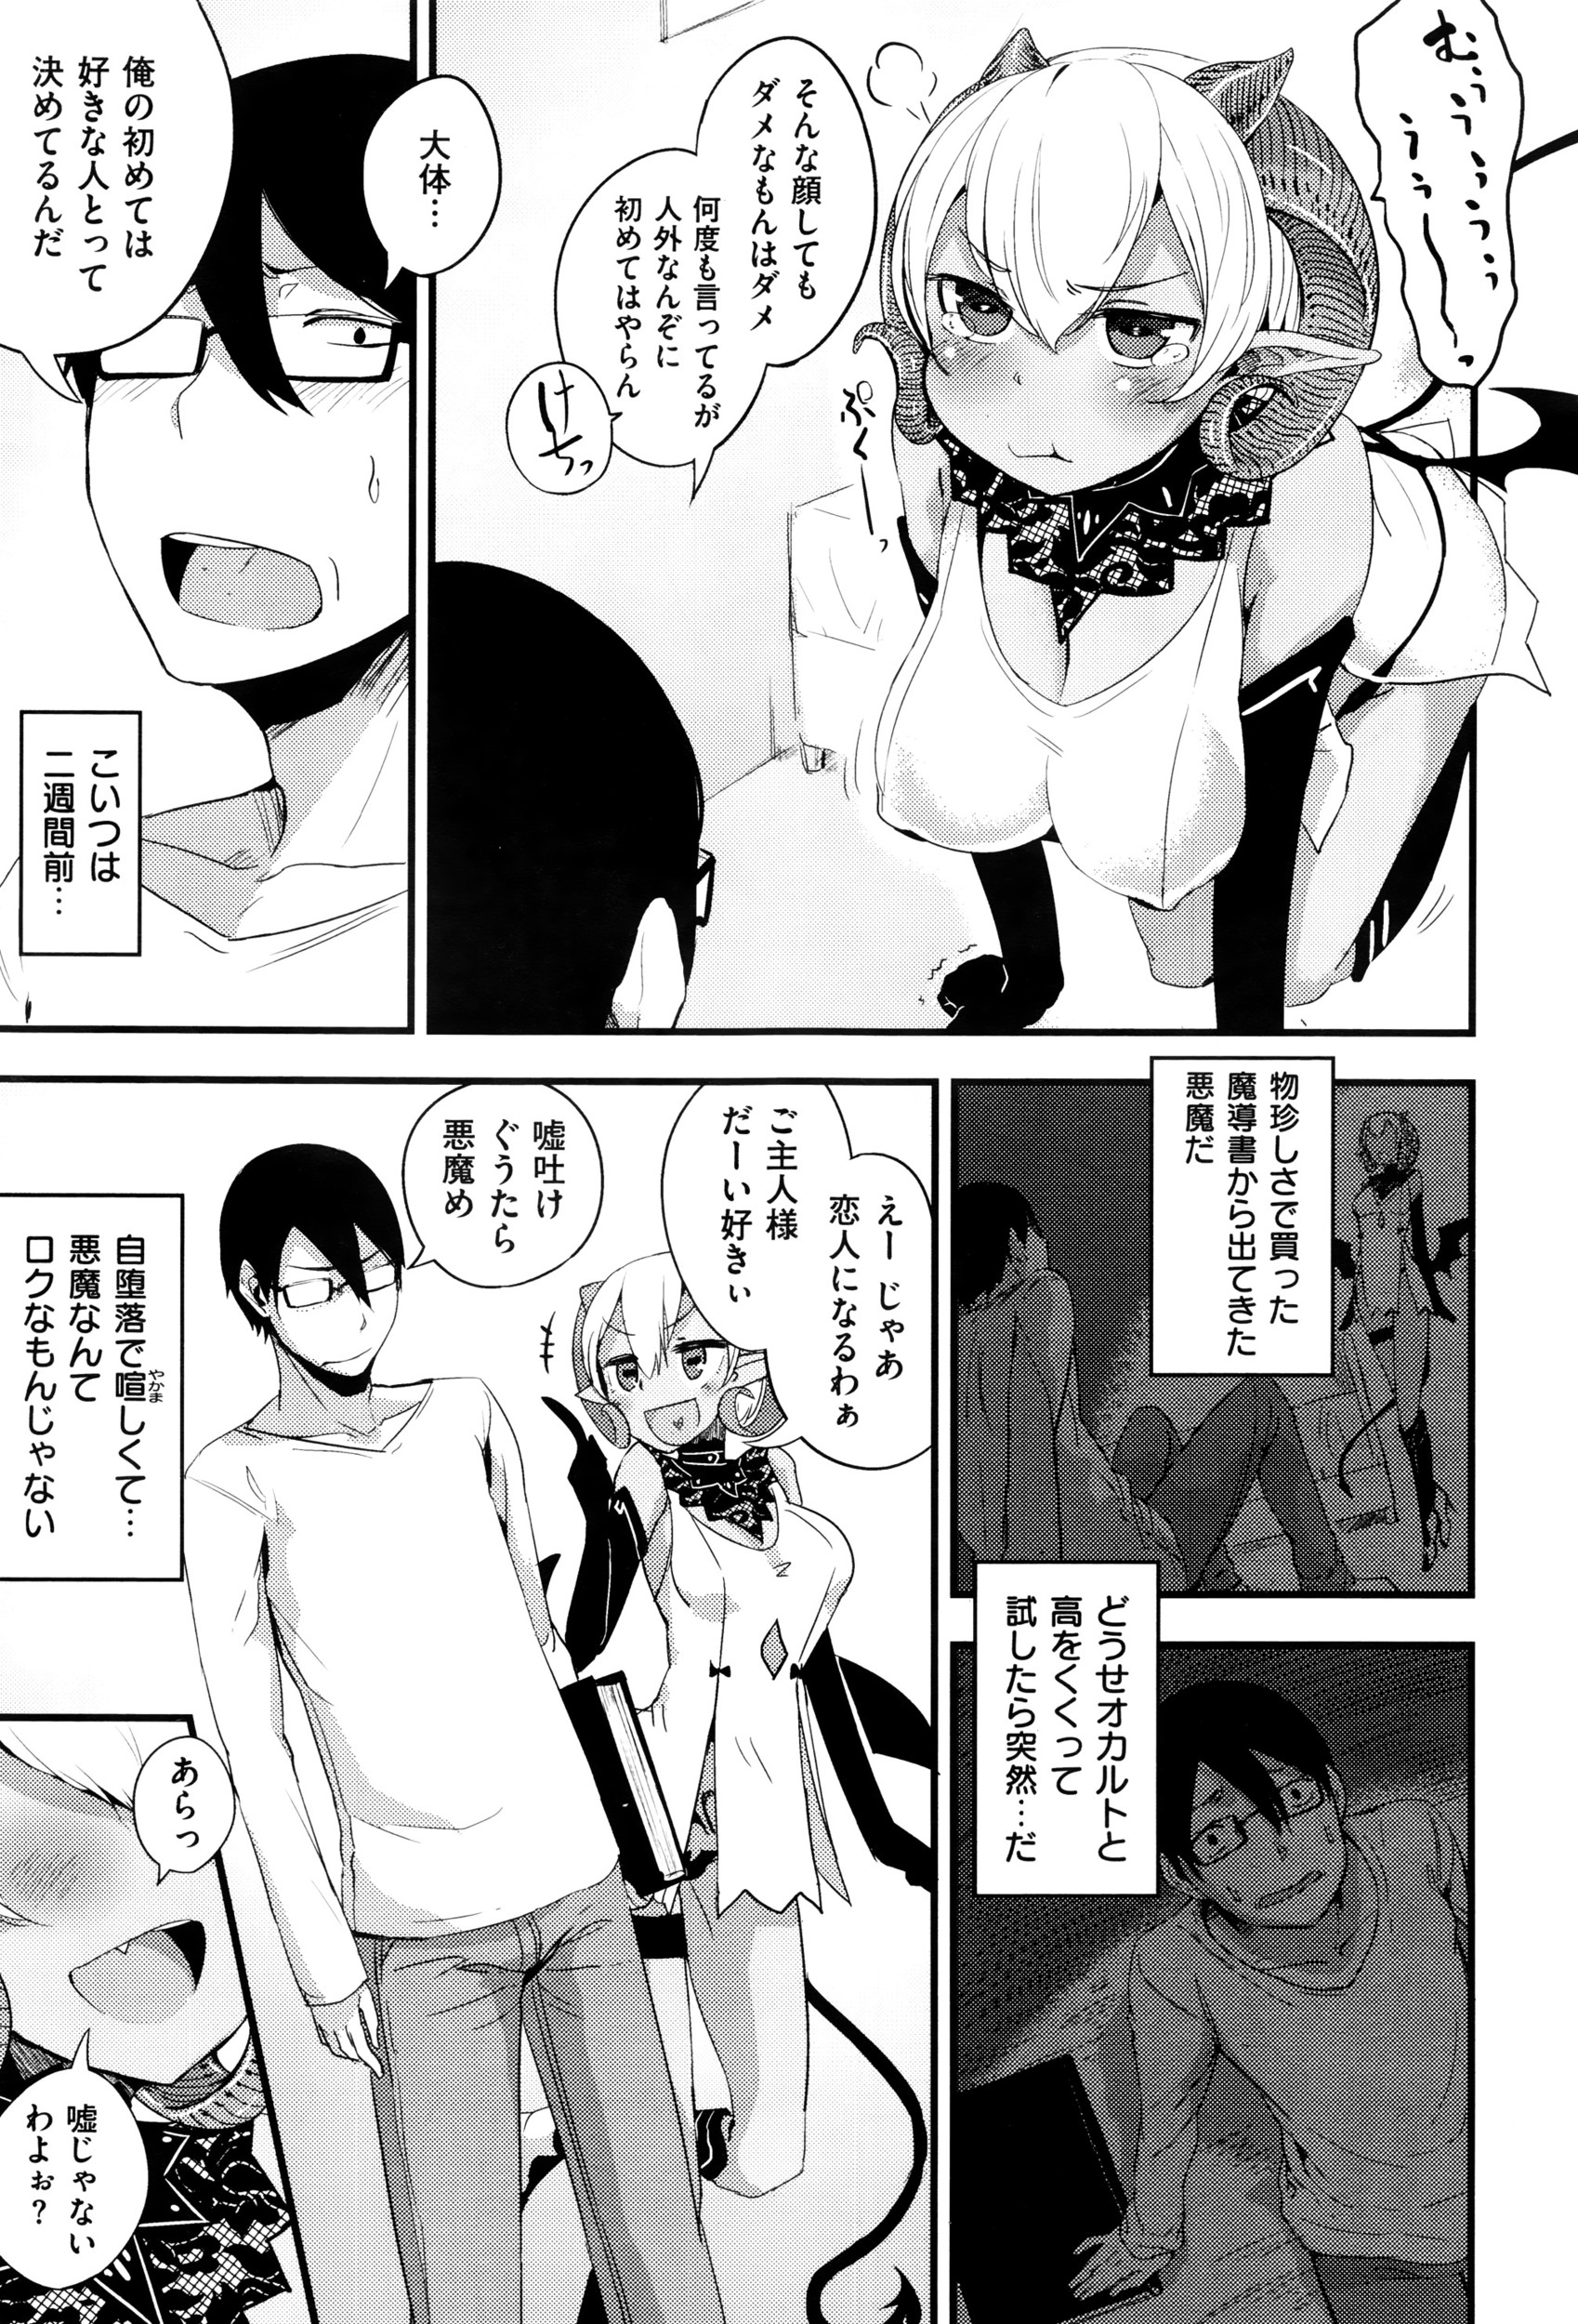 むぅぅぅぅぅ
ぅぅーーっ
そんな顔しても
ダメなもんはダメ
何度も言ってるが
人外なんぞに
初めてはやらん
けちっ
ぷくーっ
大体…
俺の初めては
好きな人とって
決めてるんだ
こいつは
二週間前…
物珍しさで買った
魔導書から出てきた
悪魔だ
どうせオカルトと
高をくくって
試したら突然…だ
えー じゃあ
恋人になるわぁ
ご主人様
だーい好きぃ
嘘吐け
ぐうたら
悪魔め
自堕落で喧しくて…
やかま
悪魔なんて
ロクなもんじゃない
あらっ
嘘じゃない
わよぉ?